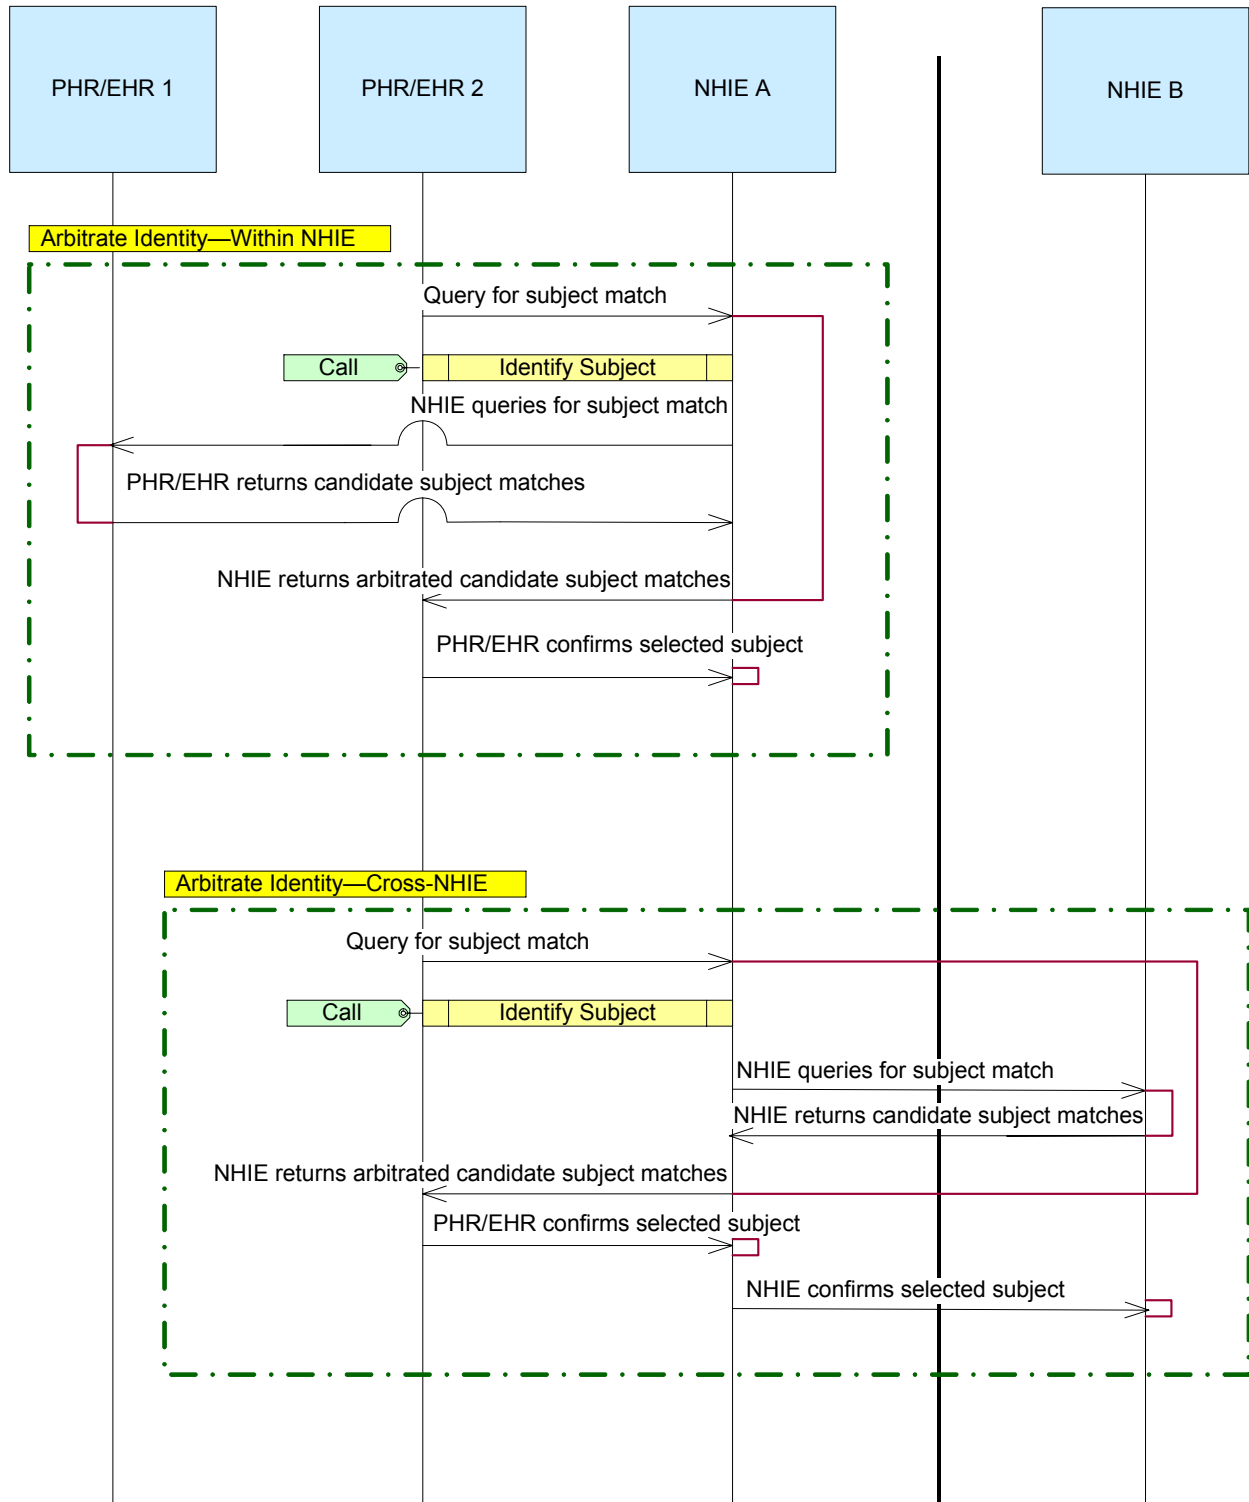 PHR/EHR 1
PHR/EHR 2
NHIE A
NHIE B
Arbitrate Identity—Within NHIE
Query for subject match
Call
Identify Subject
NHIE queries for subject match
PHR/EHR returns candidate subject matches
NHIE returns arbitrated candidate subject matches
PHR/EHR confirms selected subject
Arbitrate Identity—Cross-NHIE
Query for subject match
Call
Identify Subject
NHIE queries for subject match
NHIE returns candidate subject matches
NHIE returns arbitrated candidate subject matches
PHR/EHR confirms selected subject
NHIE confirms selected subject